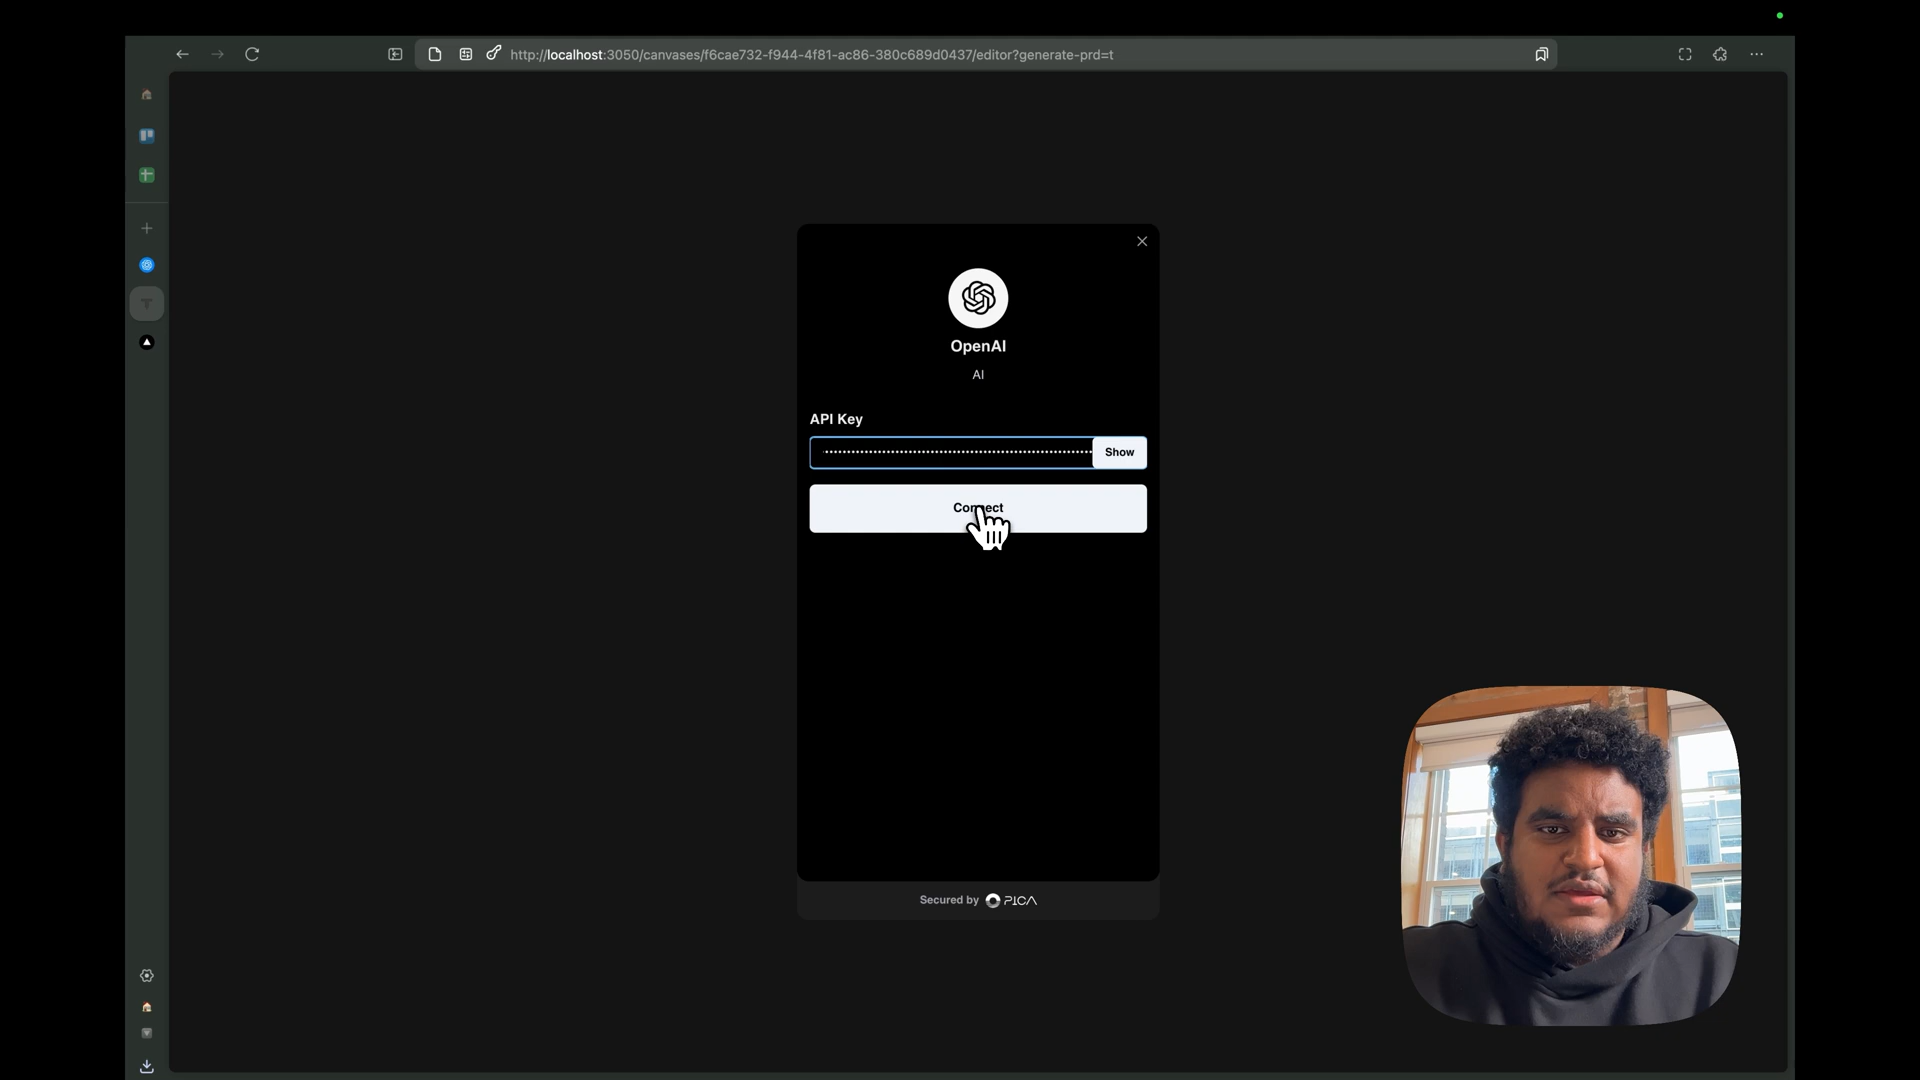 http://localhost:3050/canvases/f6cae732-f944-4f81-ac86-380c689d0437/editor?generate-prd=t
OpenAI
AI
API Key
Show
Connect
Secured by PICA